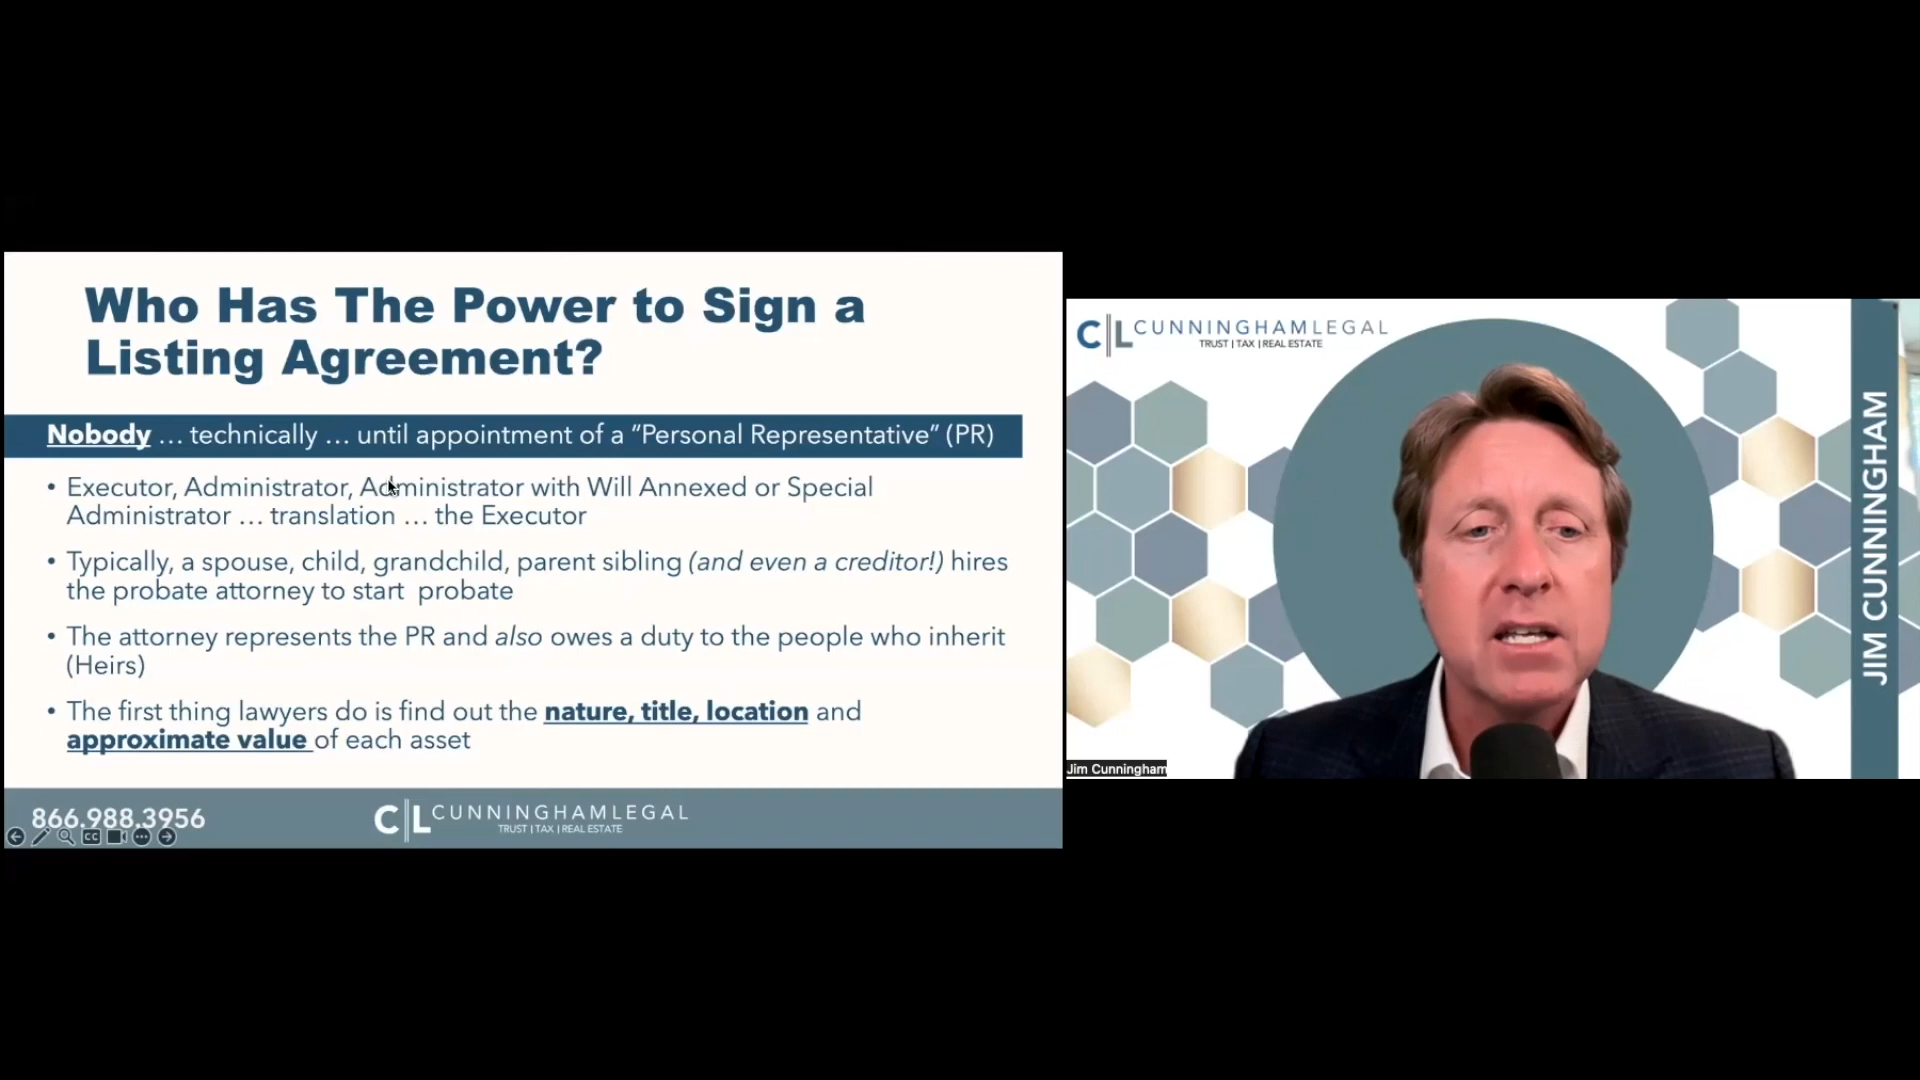 Who Has The Power to Sign a
Listing Agreement?
Nobody … technically … until appointment of a “Personal Representative” (PR)
• Executor, Administrator, Administrator with Will Annexed or Special
Administrator … translation … the Executor
• Typically, a spouse, child, grandchild, parent sibling (and even a creditor!) hires
the probate attorney to start  probate
• The attorney represents the PR and also owes a duty to the people who inherit
(Heirs)
• The first thing lawyers do is find out the nature, title, location and
approximate value of each asset
866.988.3956
CC
CL CUNNINGHAMLEGAL
TRUST | TAX | REAL ESTATE
CL CUNNINGHAMLEGAL
TRUST | TAX | REAL ESTATE
JIM CUNNINGHAM
Jim Cunningham